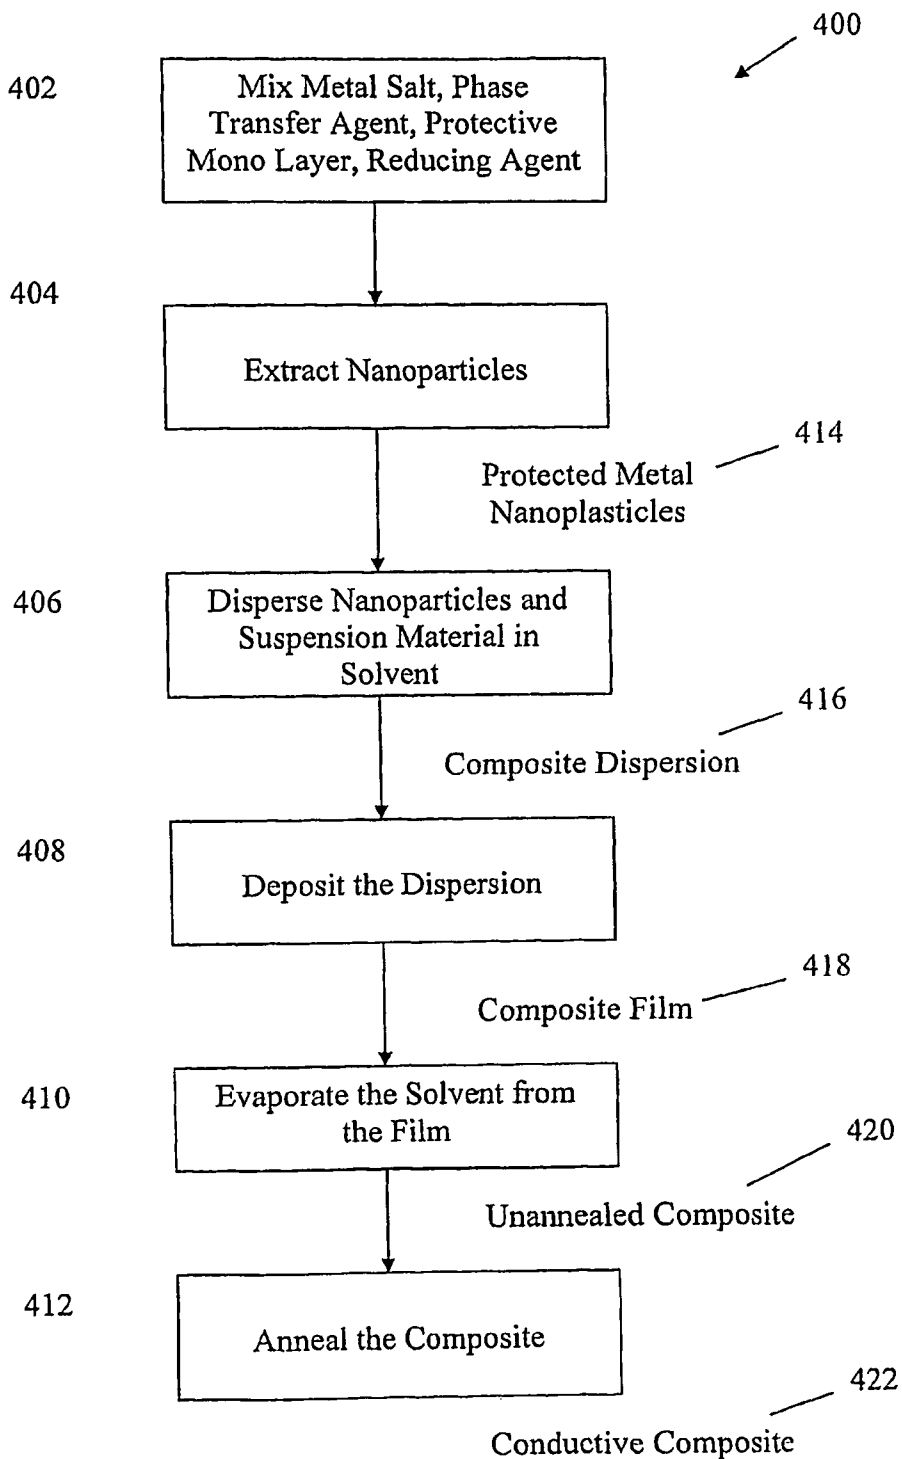 400
402
Mix Metal Salt, Phase
Transfer Agent, Protective
Mono Layer, Reducing Agent
404
Extract Nanoparticles
414
Protected Metal
Nanoplasticles
406
Disperse Nanoparticles and
Suspension Material in
Solvent
416
Composite Dispersion
408
Deposit the Dispersion
418
Composite Film
410
Evaporate the Solvent from
the Film
420
Unannealed Composite
412
Anneal the Composite
422
Conductive Composite